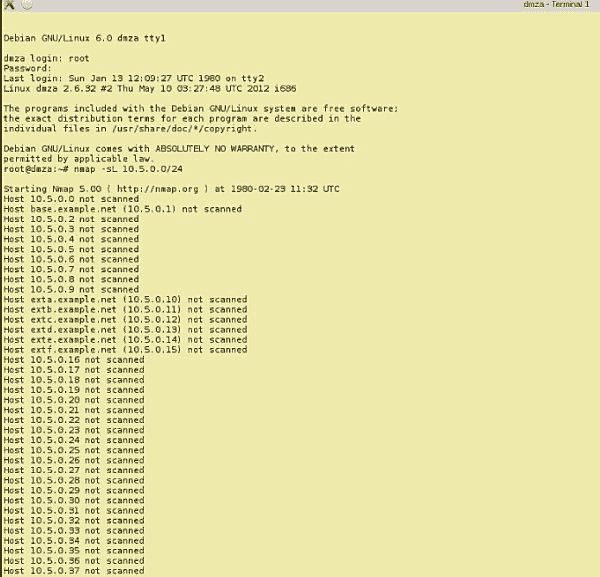 dmza - Terminal 1
Debian GNU/Linux 6.0 dmza tty1
dmza login: root
Password:
Last login: Sun Jan 13 12:09:27 UTC 1980 on tty2
Linux dmza 2.6.32 #2 Thu May 10 03:27:48 UTC 2012 i686
The programs included with the Debian GNU/Linux system are free software;
the exact distribution terms for each program are described in the
individual files in /usr/share/doc/*/copyright.
Debian GNU/Linux comes with ABSOLUTELY NO WARRANTY, to the extent
permitted by applicable law.
root@dmza:~# nmap -sL 10.5.0.0/24
Starting Nmap 5.00 ( http://nmap.org ) at 1980-02-29 11:32 UTC
Host 10.5.0.0 not scanned
Host base.example.net (10.5.0.1) not scanned
Host 10.5.0.2 not scanned
Host 10.5.0.3 not scanned
Host 10.5.0.4 not scanned
Host 10.5.0.5 not scanned
Host 10.5.0.6 not scanned
Host 10.5.0.7 not scanned
Host 10.5.0.8 not scanned
Host 10.5.0.9 not scanned
Host exta.example.net (10.5.0.10) not scanned
Host extb.example.net (10.5.0.11) not scanned
Host extc.example.net (10.5.0.12) not scanned
Host extd.example.net (10.5.0.13) not scanned
Host exte.example.net (10.5.0.14) not scanned
Host extf.example.net (10.5.0.15) not scanned
Host 10.5.0.16 not scanned
Host 10.5.0.17 not scanned
Host 10.5.0.18 not scanned
Host 10.5.0.19 not scanned
Host 10.5.0.20 not scanned
Host 10.5.0.21 not scanned
Host 10.5.0.22 not scanned
Host 10.5.0.23 not scanned
Host 10.5.0.24 not scanned
Host 10.5.0.25 not scanned
Host 10.5.0.26 not scanned
Host 10.5.0.27 not scanned
Host 10.5.0.28 not scanned
Host 10.5.0.29 not scanned
Host 10.5.0.30 not scanned
Host 10.5.0.31 not scanned
Host 10.5.0.32 not scanned
Host 10.5.0.33 not scanned
Host 10.5.0.34 not scanned
Host 10.5.0.35 not scanned
Host 10.5.0.36 not scanned
Host 10.5.0.37 not scanned